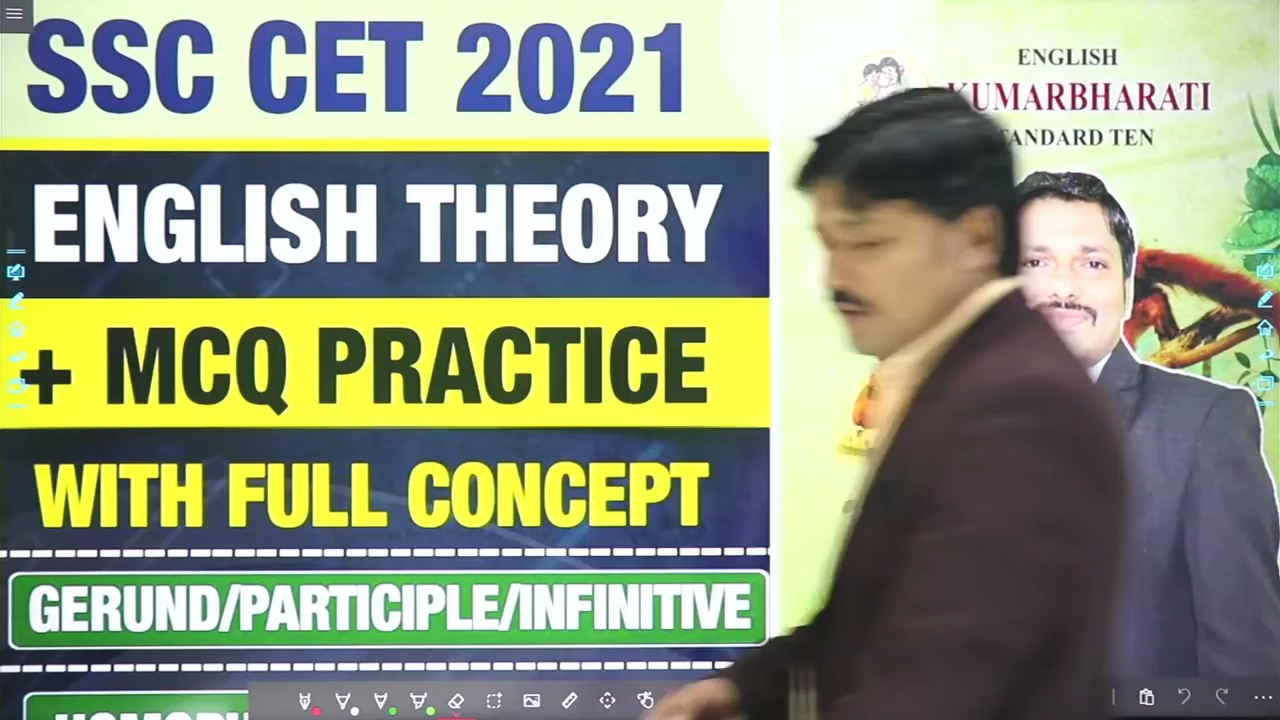 SSC CET 2021
ENGLISH THEORY
+ MCQ PRACTICE
WITH FULL CONCEPT
GERUND/PARTICIPLE/INFINITIVE
ENGLISH
KUMARBHARATI
STANDARD TEN